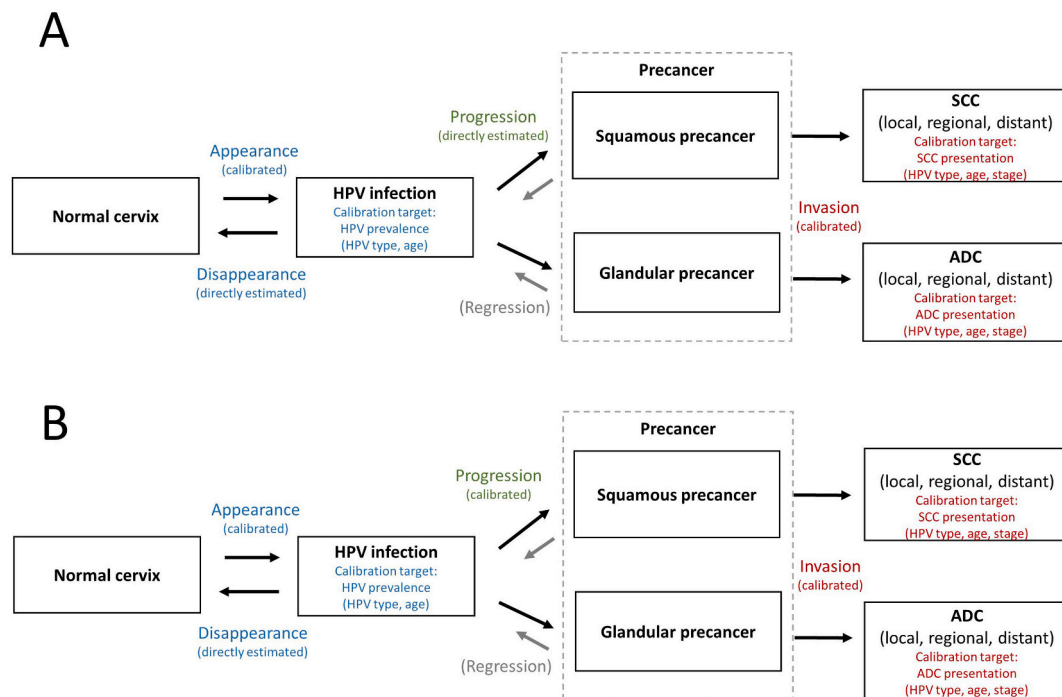 A
Precancer
SCC
(local, regional, distant)
Calibration target:
SCC presentation
(HPV type, age, stage)
Progression
(directly estimated)
Squamous precancer
Appearance
(calibrated)
Normal cervix
HPV infection
Calibration target:
HPV prevalence
(HPV type, age)
Invasion
(calibrated)
Disappearance
(directly estimated)
Glandular precancer
(Regression)
ADC
(local, regional, distant)
Calibration target:
ADC presentation
(HPV type, age, stage)
B
Precancer
SCC
(local, regional, distant)
Calibration target:
SCC presentation
(HPV type, age, stage)
Progression
(calibrated)
Squamous precancer
Appearance
(calibrated)
Normal cervix
HPV infection
Calibration target:
HPV prevalence
(HPV type, age)
Invasion
(calibrated)
Disappearance
(directly estimated)
Glandular precancer
(Regression)
ADC
(local, regional, distant)
Calibration target:
ADC presentation
(HPV type, age, stage)